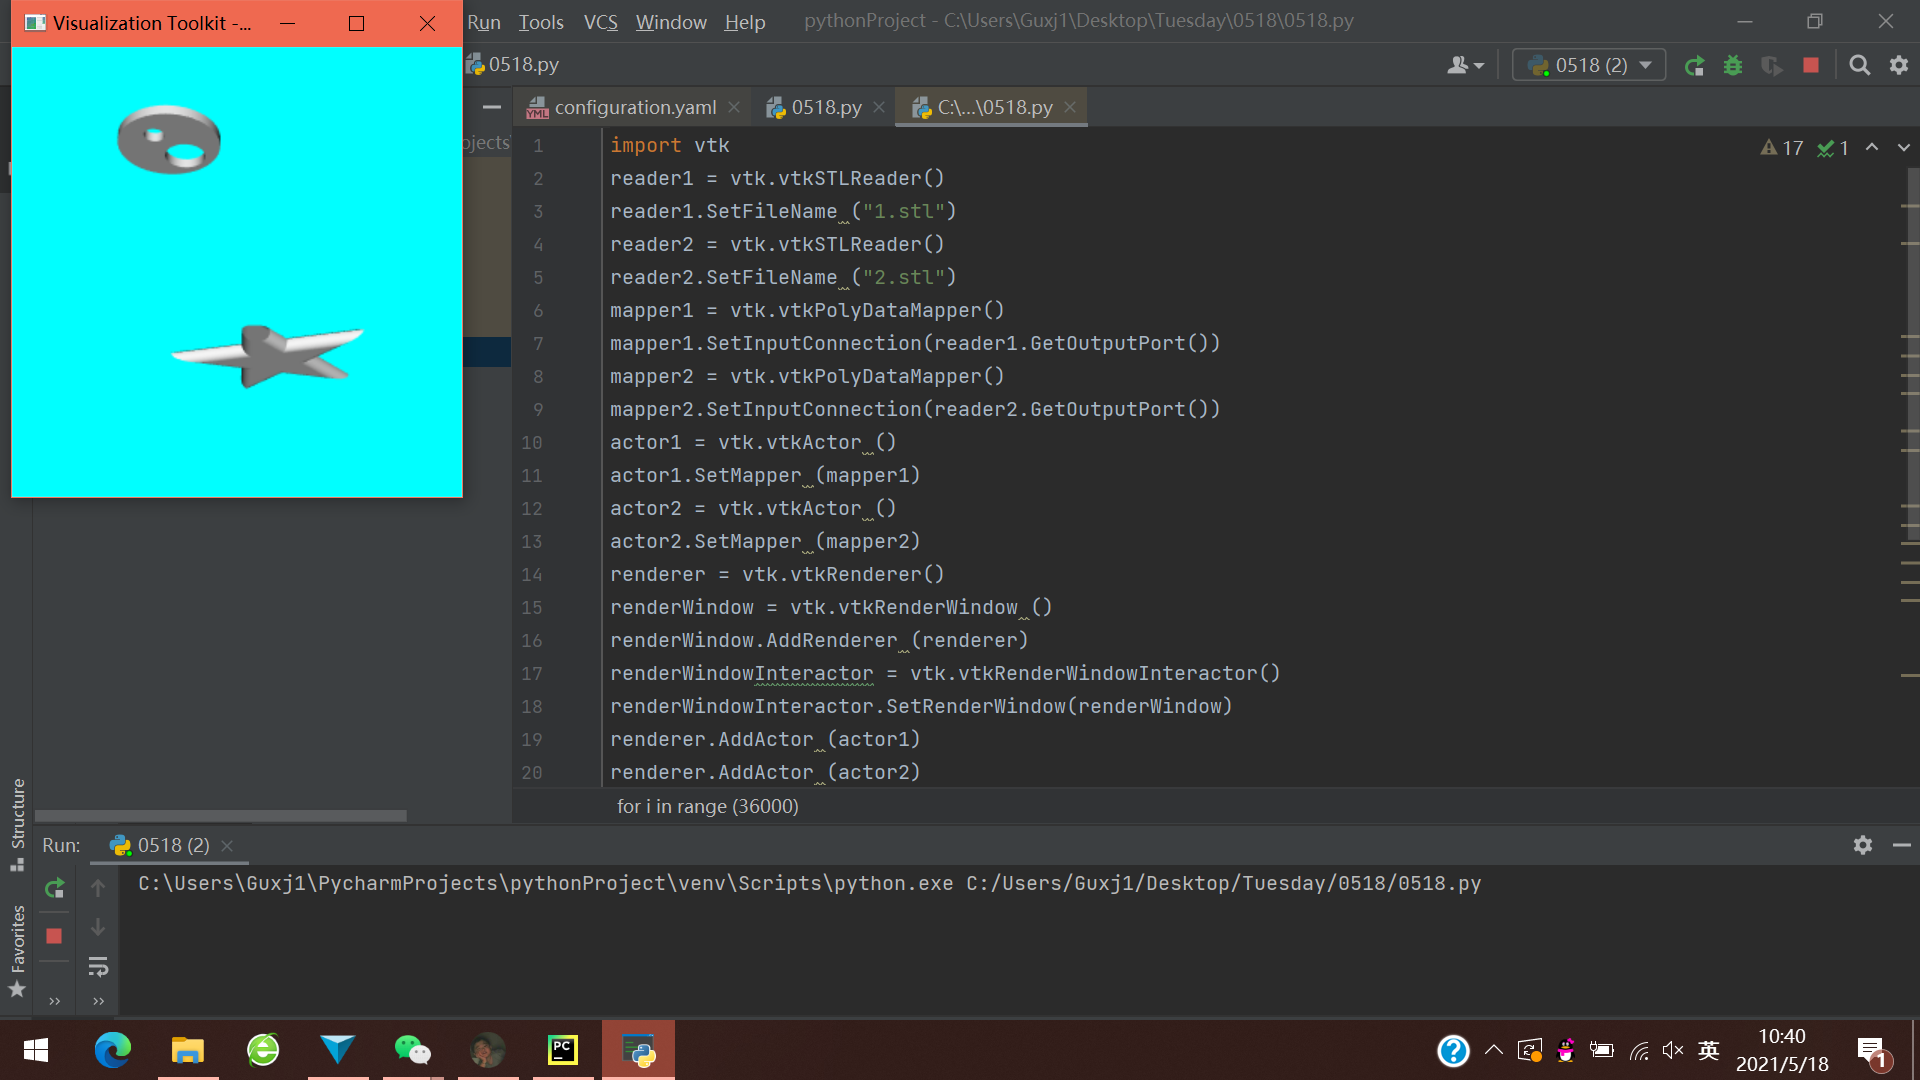 Visualization Toolkit -...
Run Tools VCS Window Help
pythonProject - C:\Users\Guxj1\Desktop\Tuesday\0518\0518.py
0518.py
0518 (2)
configuration.yaml
0518.py
C:\...\0518.py
ojects
17
1
1 import vtk
2 reader1 = vtk.vtkSTLReader()
3 reader1.SetFileName ("1.stl")
4 reader2 = vtk.vtkSTLReader()
5 reader2.SetFileName ("2.stl")
6 mapper1 = vtk.vtkPolyDataMapper()
7 mapper1.SetInputConnection(reader1.GetOutputPort())
8 mapper2 = vtk.vtkPolyDataMapper()
9 mapper2.SetInputConnection(reader2.GetOutputPort())
10 actor1 = vtk.vtkActor ()
11 actor1.SetMapper (mapper1)
12 actor2 = vtk.vtkActor ()
13 actor2.SetMapper (mapper2)
14 renderer = vtk.vtkRenderer()
15 renderWindow = vtk.vtkRenderWindow ()
16 renderWindow.AddRenderer (renderer)
17 renderWindowInteractor = vtk.vtkRenderWindowInteractor()
18 renderWindowInteractor.SetRenderWindow(renderWindow)
19 renderer.AddActor (actor1)
20 renderer.AddActor (actor2)
for i in range (36000)
Structure
Favorites
Run: 0518 (2)
C:\Users\Guxj1\PycharmProjects\pythonProject\venv\Scripts\python.exe C:/Users/Guxj1/Desktop/Tuesday/0518/0518.py
PC
英
10:40
2021/5/18
1